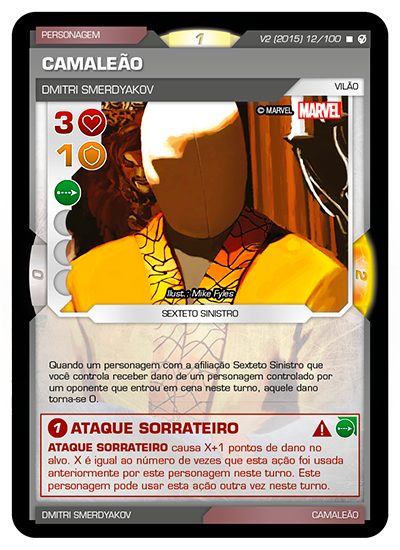 PERSONAGEM
1
V2 (2015) 12/100
CAMALEÃO
DMITRI SMERDYAKOV
VILÃO
3
© MARVEL MARVEL
1
0
2
Ilust.: Mike Fyles
SEXTETO SINISTRO
Quando um personagem com a afiliação Sexteto Sinistro que
você controla receber dano de um personagem controlado por
um oponente que entrou em cena neste turno, aquele dano
torna-se 0.
1 ATAQUE SORRATEIRO
ATAQUE SORRATEIRO causa X+1 pontos de dano no
alvo. X é igual ao número de vezes que esta ação foi usada
anteriormente por este personagem neste turno. Este
personagem pode usar esta ação outra vez neste turno.
DMITRI SMERDYAKOV
CAMALEÃO